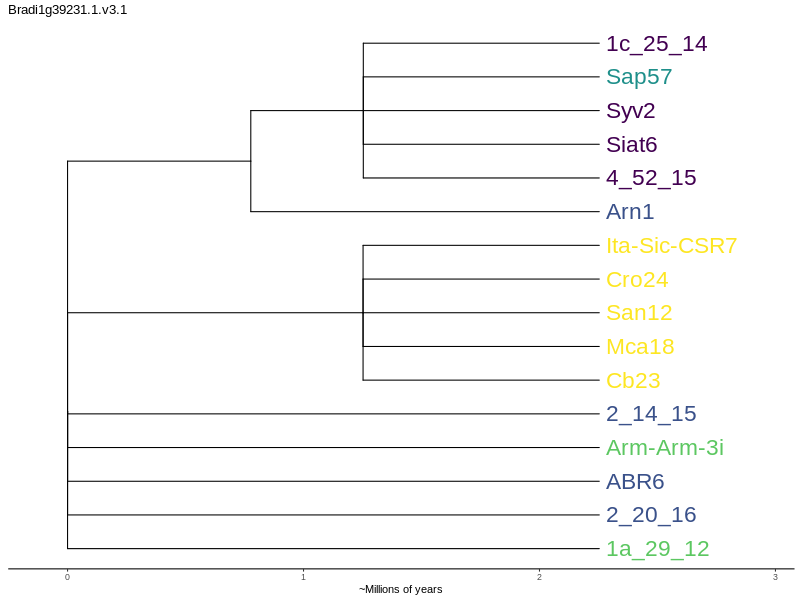 Bradi1g39231.1.v3.1
1c_25_14
Sap57
Syv2
Siat6
4_52_15
Arn1
Ita-Sic-CSR7
Cro24
San12
Mca18
Cb23
2_14_15
Arm-Arm-3i
ABR6
2_20_16
1a_29_12
0 1 2 3
~Millions of years